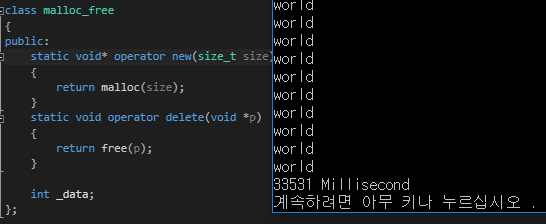 class malloc_free
{
public:
static void* operator new(size_t size)
{
return malloc(size);
}
static void operator delete(void *p)
{
return free(p);
}
int _data;
};
world
world
world
world
world
world
world
world
world
world
33531 Millisecond
계속하려면 아무 키나 누르십시오 .